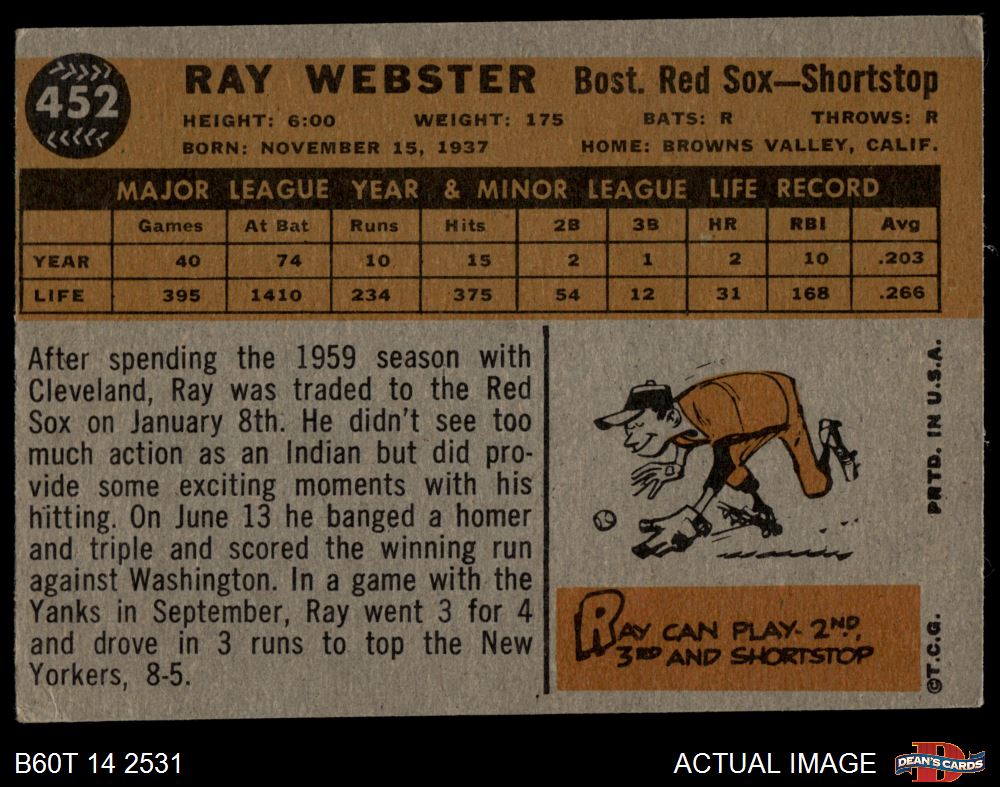 452
RAY WEBSTER Bost. Red Sox—Shortstop
HEIGHT: 6:00 WEIGHT: 175 BATS: R THROWS: R
BORN: NOVEMBER 15, 1937 HOME: BROWNS VALLEY, CALIF.
MAJOR LEAGUE YEAR & MINOR LEAGUE LIFE RECORD
Games At Bat Runs Hits 2B 3B HR RBI Avg
YEAR 40 74 10 15 2 1 2 10 .203
LIFE 395 1410 234 375 54 12 31 168 .266
After spending the 1959 season with
Cleveland, Ray was traded to the Red
Sox on January 8th. He didn't see too
much action as an Indian but did pro-
vide some exciting moments with his
hitting. On June 13 he banged a homer
and triple and scored the winning run
against Washington. In a game with the
Yanks in September, Ray went 3 for 4
and drove in 3 runs to top the New
Yorkers, 8-5.
RAY CAN PLAY- 2ND,
3RD AND SHORTSTOP
©T.C.G. PRTD. IN U.S.A.
B60T 14 2531 ACTUAL IMAGE DEAN'S CARDS